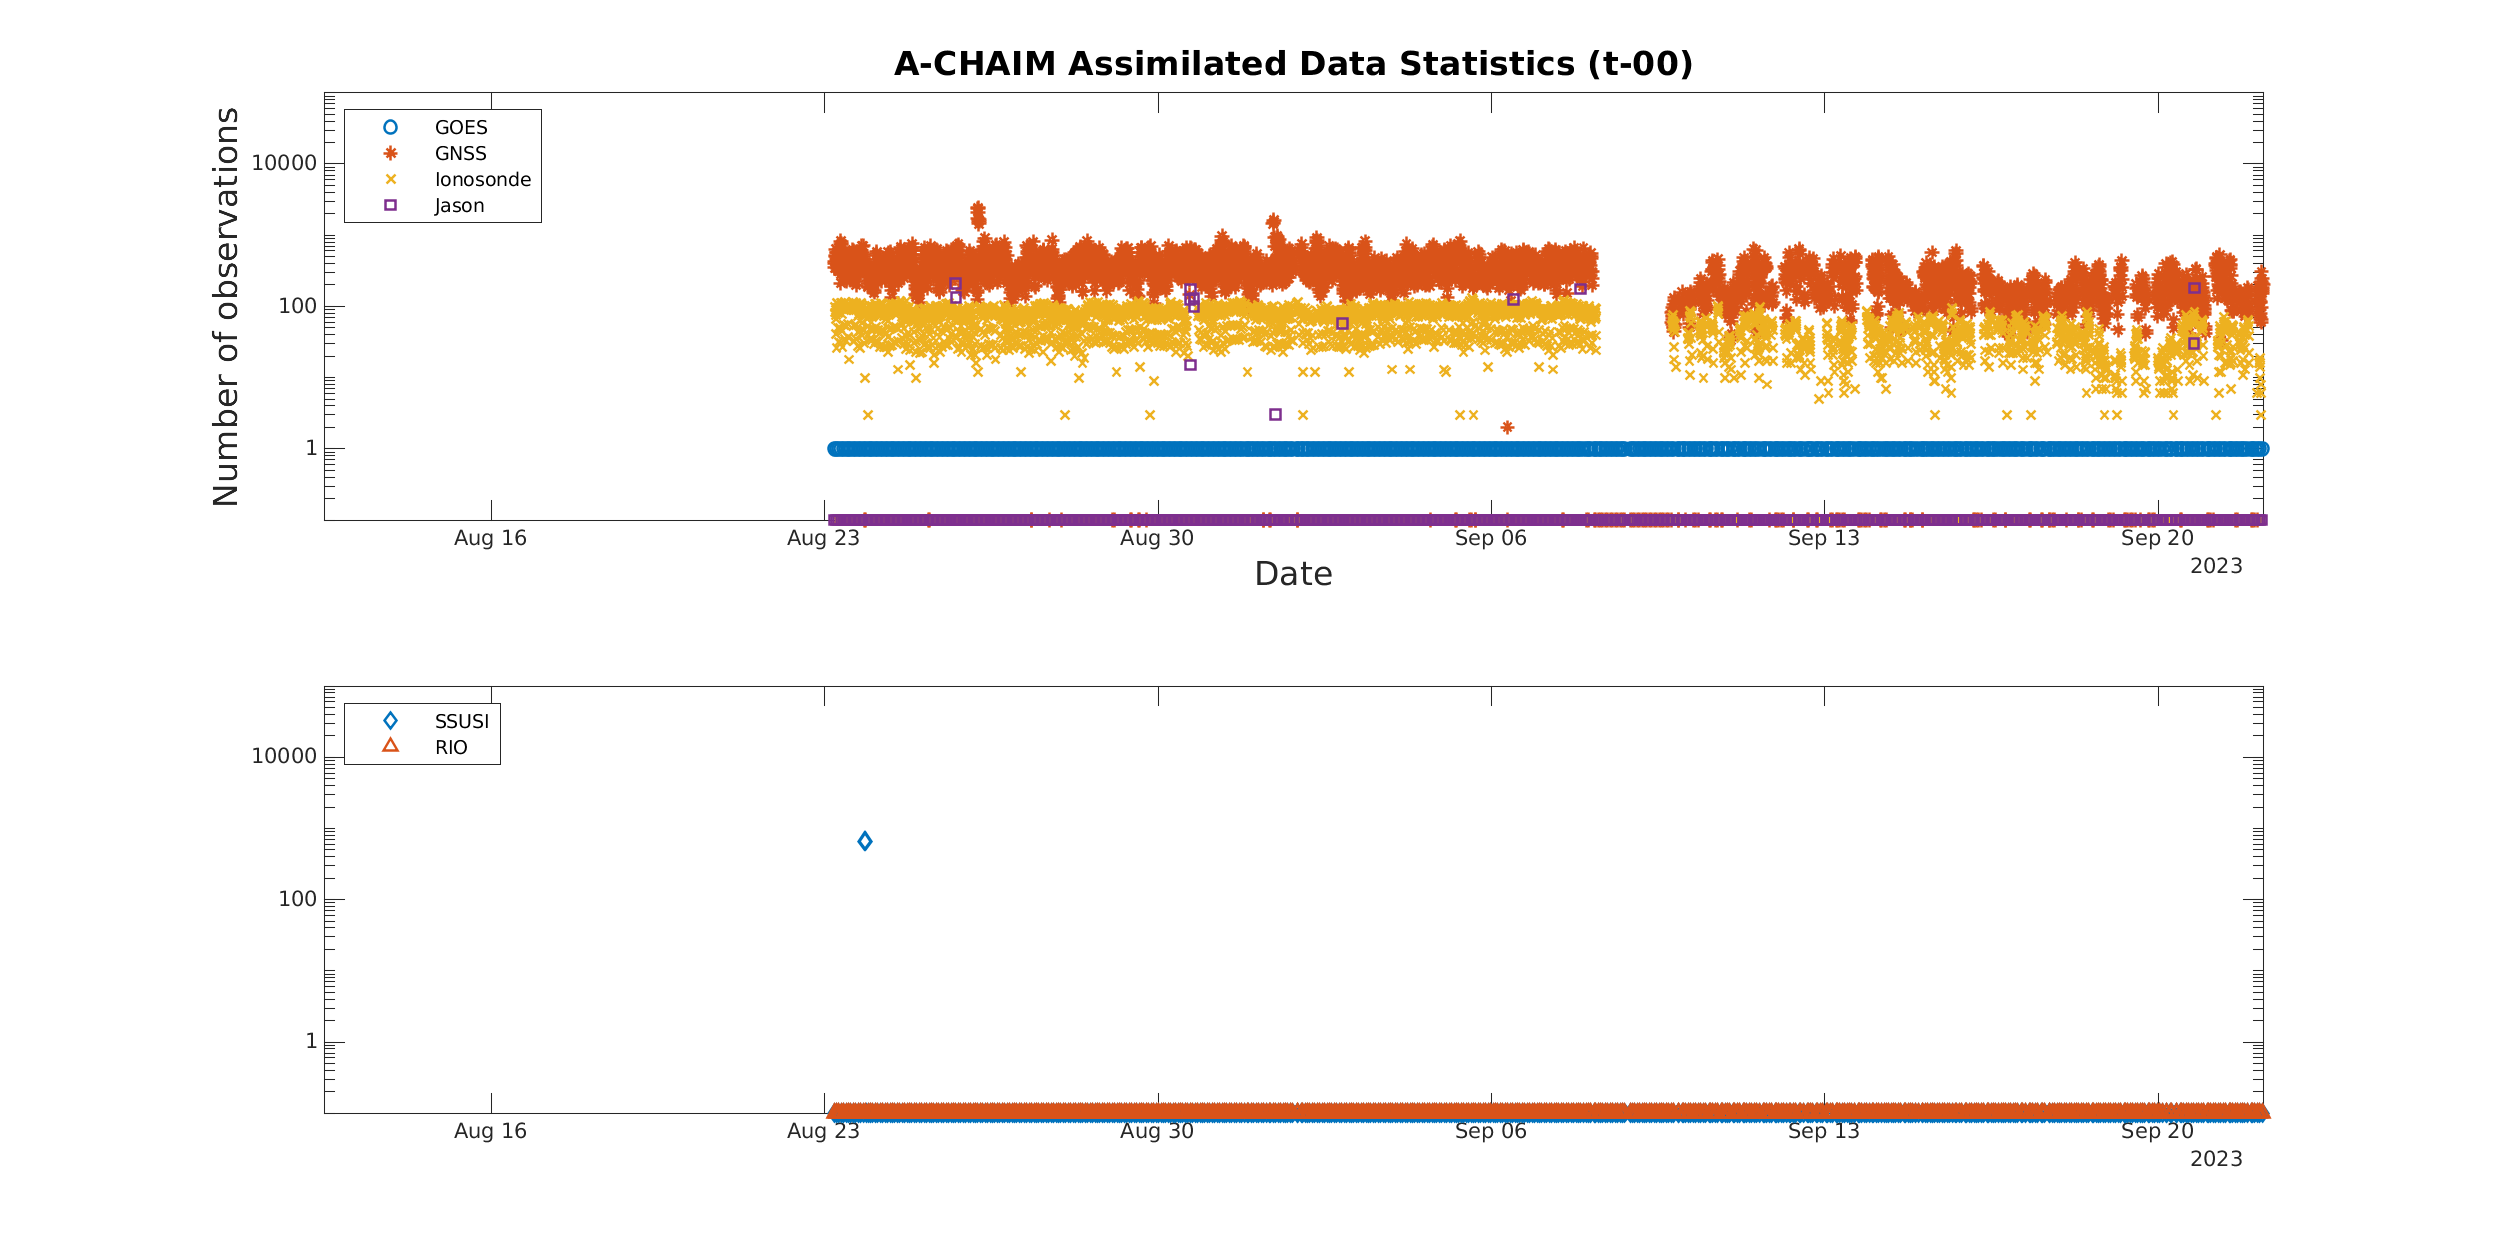 A-CHAIM Assimilated Data Statistics (t-00)
Number of observations
10000
100
1
GOES
GNSS
Ionosonde
Jason
Aug 16
Aug 23
Aug 30
Sep 06
Sep 13
Sep 20
2023
Date
10000
100
1
SSUSI
RIO
Aug 16
Aug 23
Aug 30
Sep 06
Sep 13
Sep 20
2023